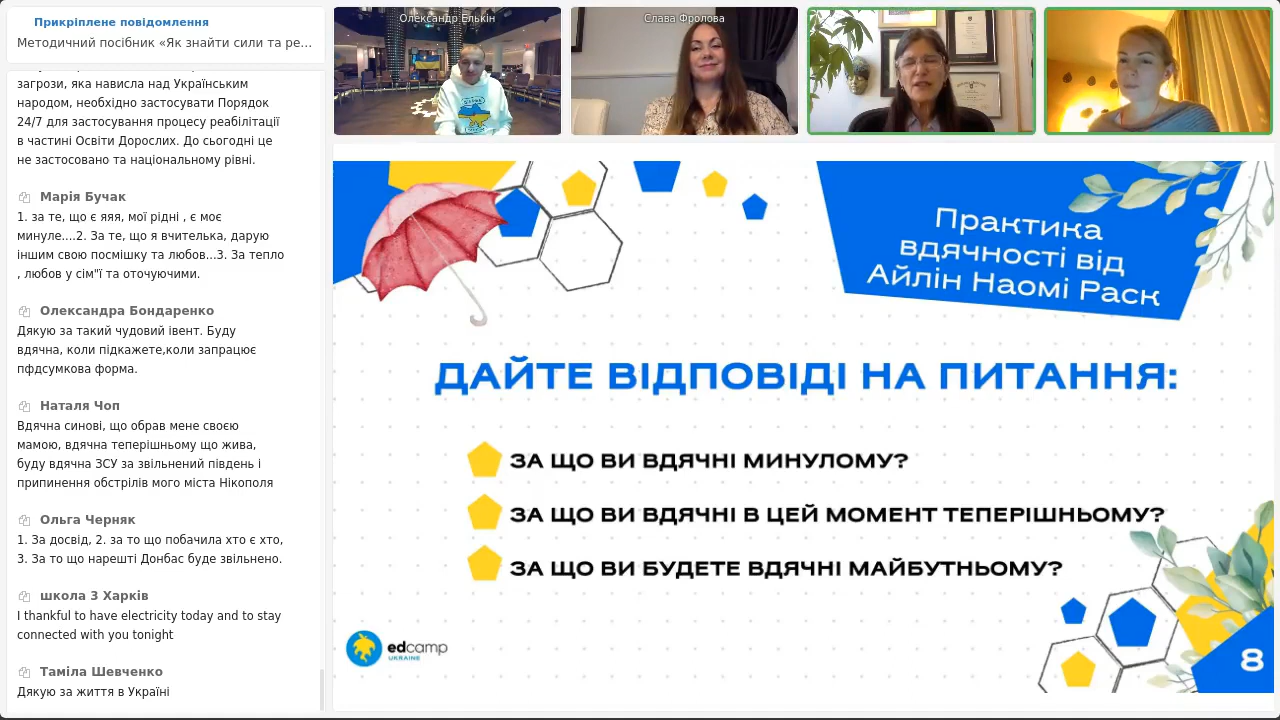 Прикріплене повідомлення
Методичний посібник «Як знайти сили та ре...
загрози, яка нависла над Українським
народом, необхідно застосувати Порядок
24/7 для застосування процесу реабілітації
в частині Освіти Дорослих. До сьогодні це
не застосовано та національному рівні.
Марія Бучак
1. за те, що є яяя, мої рідні , є моє
минуле....2. За те, що я вчителька, дарую
іншим свою посмішку та любов...3. За тепло
, любов у сім"ї та оточуючими.
Олександра Бондаренко
Дякую за такий чудовий івент. Буду
вдячна, коли підкажете,коли запрацює
пфдсумкова форма.
Наталя Чоп
Вдячна синові, що обрав мене своєю
мамою, вдячна теперішньому що жива,
буду вдячна ЗСУ за звільнений південь і
припинення обстрілів мого міста Нікополя
Ольга Черняк
1. За досвід, 2. за то що побачила хто є хто,
3. За то що нарешті Донбас буде звільнено.
школа 3 Харків
I thankful to have electricity today and to stay
connected with you tonight
Таміла Шевченко
Дякую за життя в Україні
Олександр Елькін
Слава Фролова
Практика
вдячності від
Айлін Наомі Раск
ДАЙТЕ ВІДПОВІДІ НА ПИТАННЯ:
ЗА ЩО ВИ ВДЯЧНІ МИНУЛОМУ?
ЗА ЩО ВИ ВДЯЧНІ В ЦЕЙ МОМЕНТ ТЕПЕРІШНЬОМУ?
ЗА ЩО ВИ БУДЕТЕ ВДЯЧНІ МАЙБУТНЬОМУ?
edcamp
UKRAINE
8